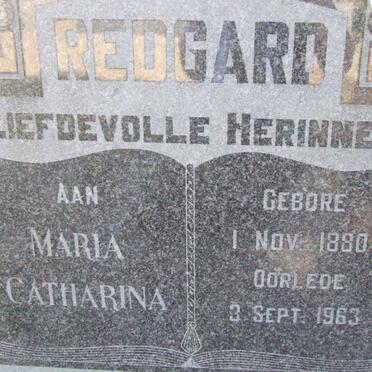 REDGARD
LIEFDEVOLLE HERINNE
AAN
MARIA
CATHARINA
GEBORE
1 NOV. 1880
OORLEDE
3 SEPT. 1963